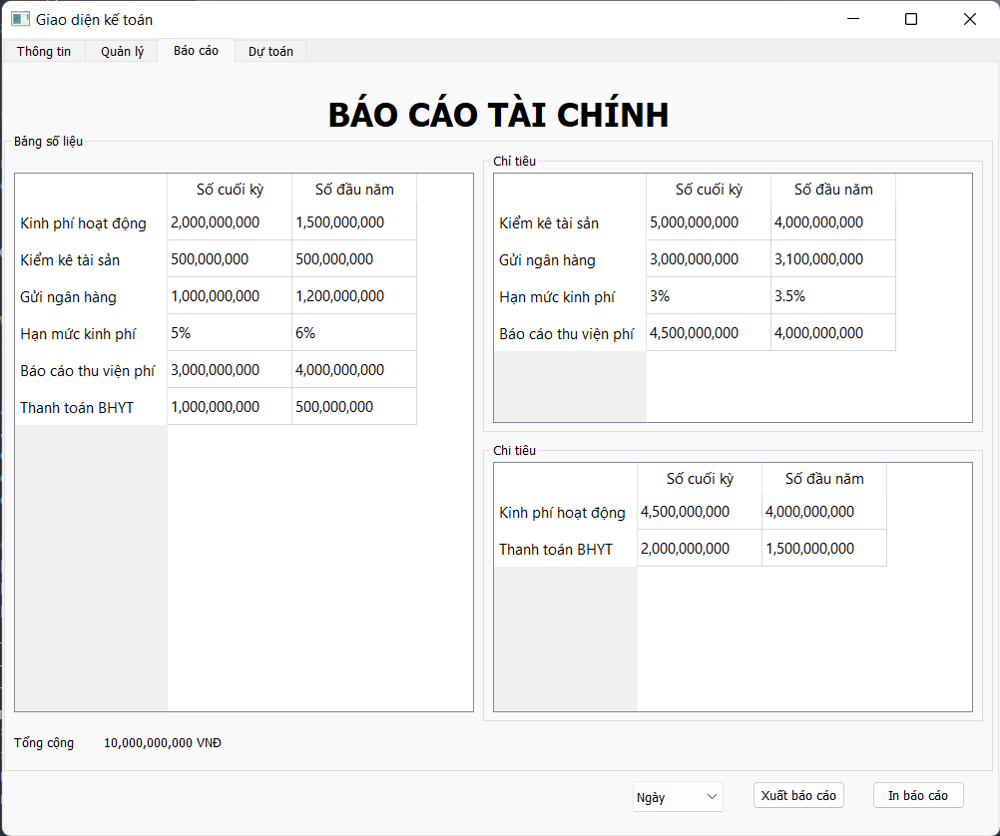 Giao diện kế toán
Thông tin Quản lý Báo cáo Dự toán
BÁO CÁO TÀI CHÍNH
Bảng số liệu
Số cuối kỳ Số đầu năm
Kinh phí hoạt động 2,000,000,000 1,500,000,000
Kiểm kê tài sản 500,000,000 500,000,000
Gửi ngân hàng 1,000,000,000 1,200,000,000
Hạn mức kinh phí 5% 6%
Báo cáo thu viện phí 3,000,000,000 4,000,000,000
Thanh toán BHYT 1,000,000,000 500,000,000
Chỉ tiêu
Số cuối kỳ Số đầu năm
Kiểm kê tài sản 5,000,000,000 4,000,000,000
Gửi ngân hàng 3,000,000,000 3,100,000,000
Hạn mức kinh phí 3% 3.5%
Báo cáo thu viện phí 4,500,000,000 4,000,000,000
Chi tiêu
Số cuối kỳ Số đầu năm
Kinh phí hoạt động 4,500,000,000 4,000,000,000
Thanh toán BHYT 2,000,000,000 1,500,000,000
Tổng cộng 10,000,000,000 VNĐ
Ngày Xuất báo cáo In báo cáo